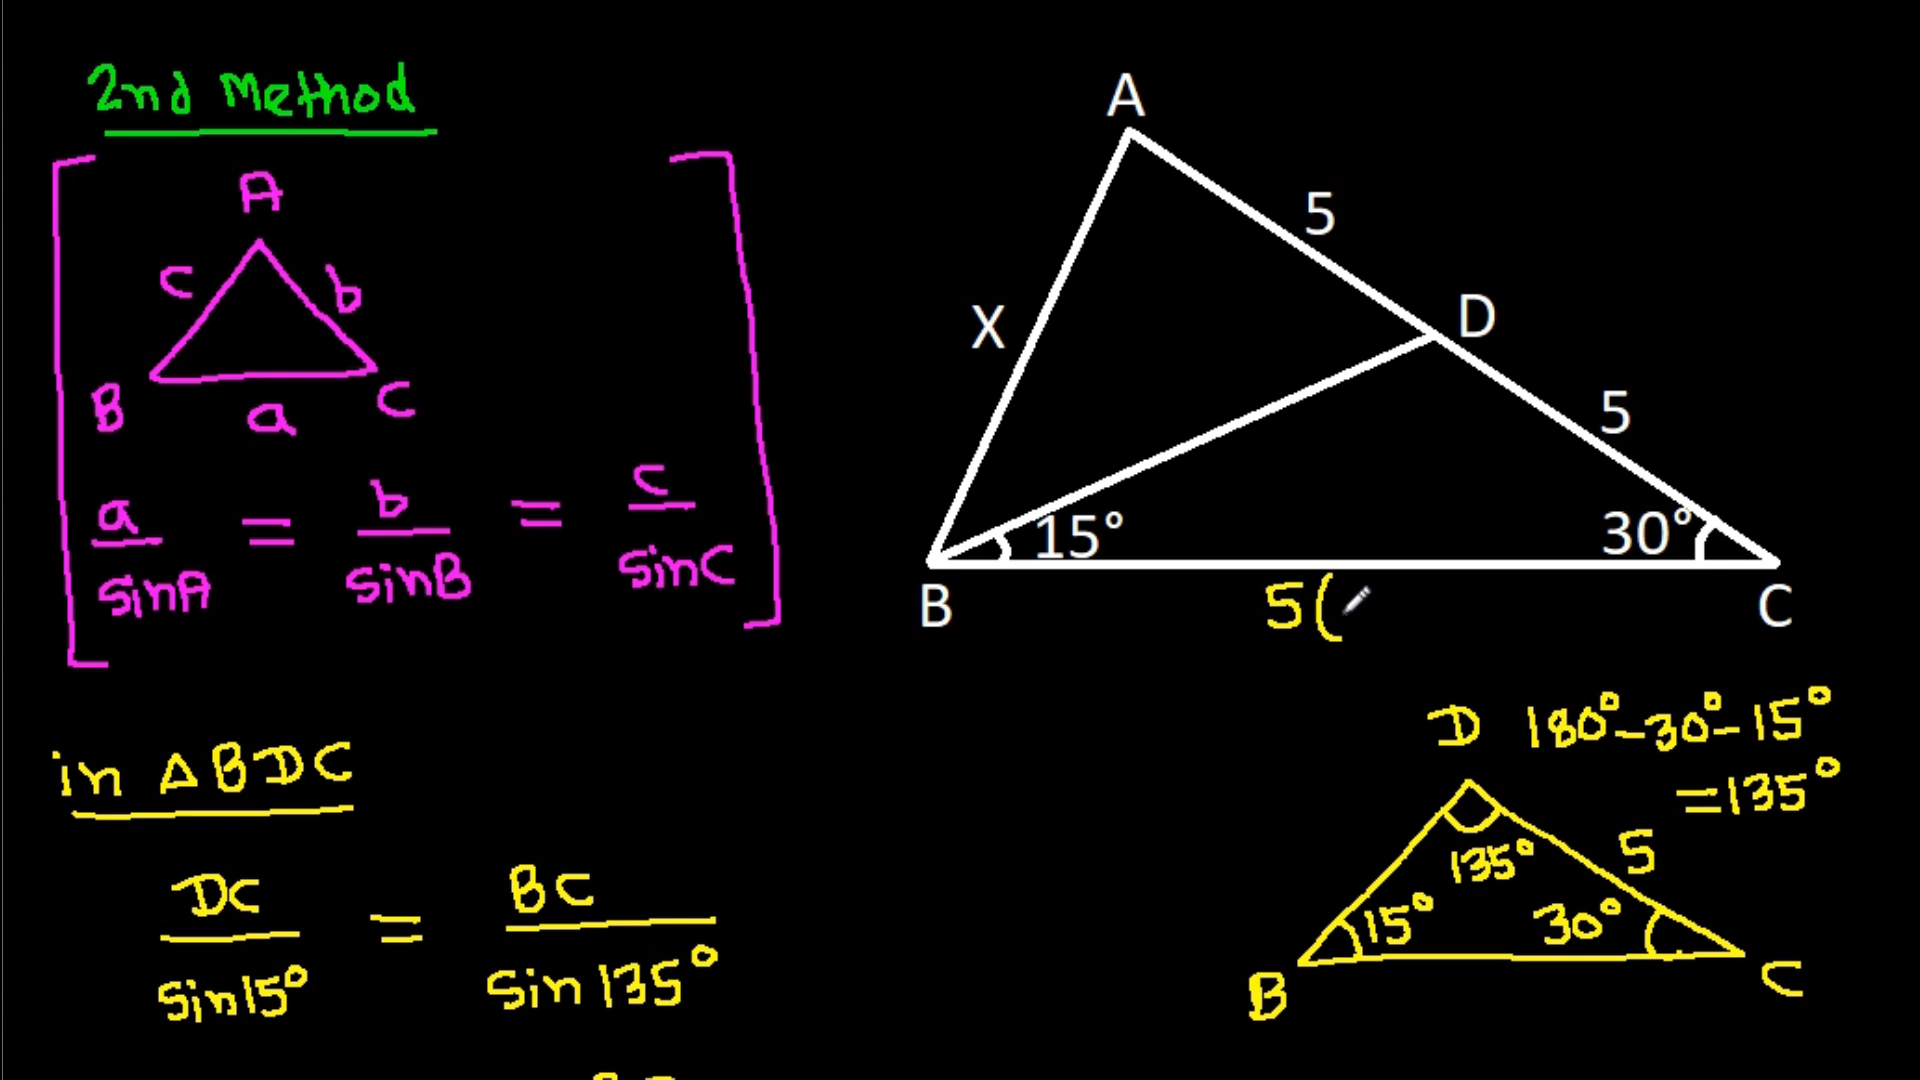 2nd Method
A
c b
B a C
a/sinA = b/sinB = c/sinC
A
5
X D
5
15° 30°
B 5( C
in ΔBDC
DC/sin15° = BC/sin135°
D 180°-30°-15°
=135°
135° 5
15° 30°
B C